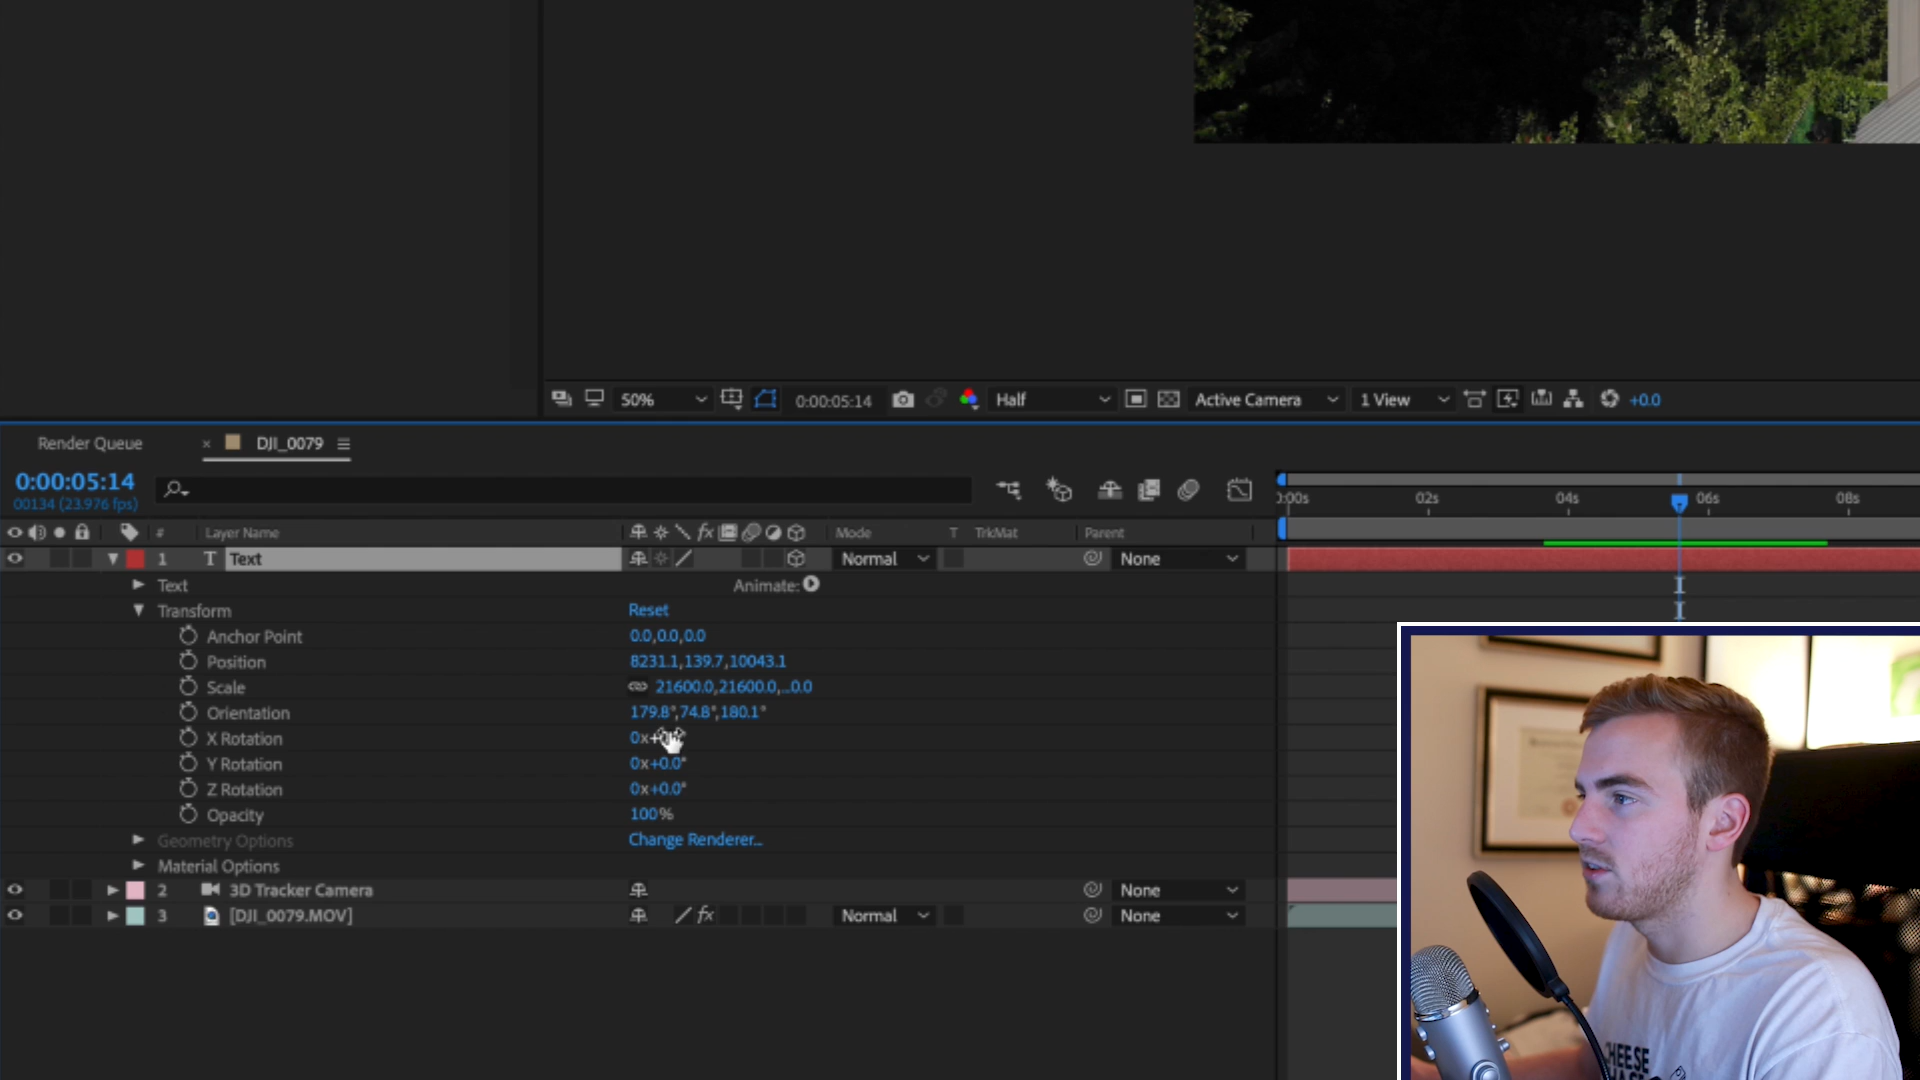 50%
0:00:05:14
Half
Active Camera
1 View
+0.0
Render Queue
× DJI_0079
0:00:05:14
00134 (23.976 fps)
0:00s 02s 04s 06s 08s
# Layer Name fx Mode T TrkMat Parent
1 T Text Normal None
Text Animate:
Transform Reset
Anchor Point 0.0,0.0,0.0
Position 8231.1,139.7,10043.1
Scale 21600.0,21600.0,...0.0
Orientation 179.8°,74.8°,180.1°
X Rotation 0x
Y Rotation 0x+0.0°
Z Rotation 0x+0.0°
Opacity 100%
Geometry Options Change Renderer...
Material Options
2 3D Tracker Camera None
3 [DJI_0079.MOV] fx Normal None